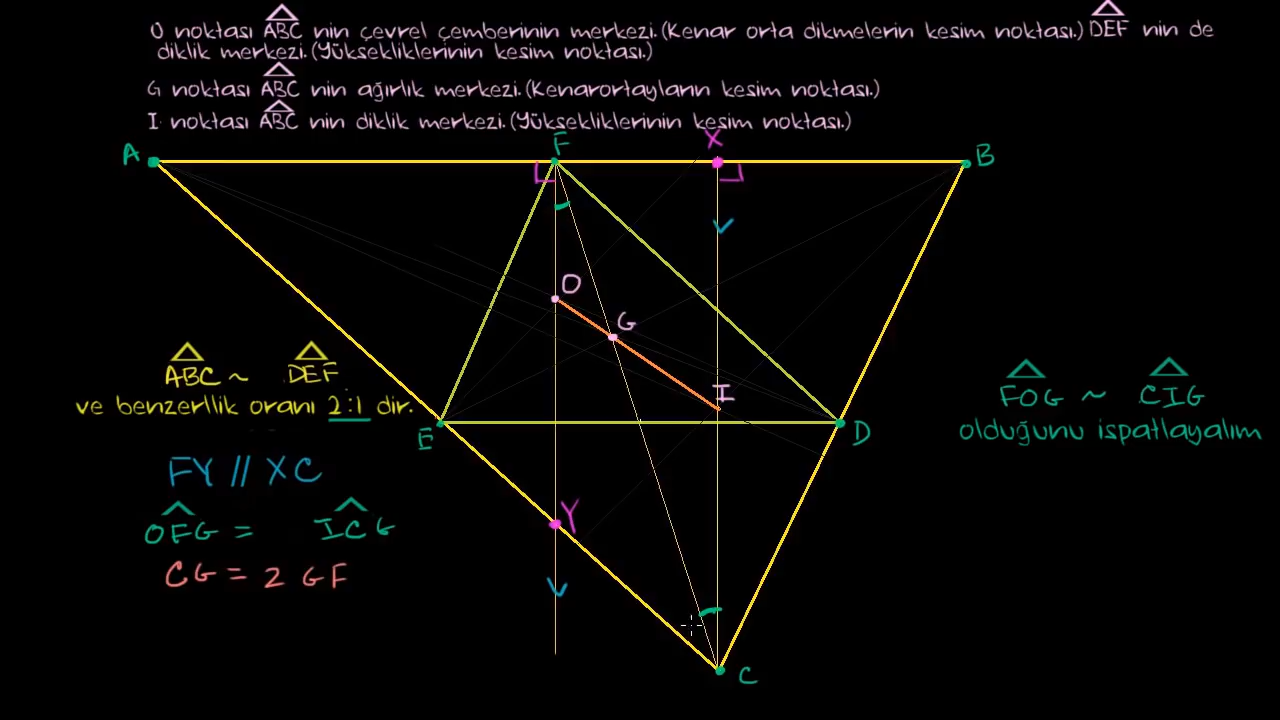 O noktası ABC nin çevrel çemberinin merkezi.(Kenar orta dikmelerin kesim noktası.) DEF nin de
diklik merkezi.(Yüksekliklerinin kesim noktası.)
G noktası ABC nin ağırlık merkezi.(Kenarortayların kesim noktası.)
I noktası ABC nin diklik merkezi.(Yüksekliklerinin kesim noktası.)
A
F
X
B
O
G
I
ABC ~ DEF
ve benzerllik oranı 2:1 dir.
FOG ~ CIG
olduğunu ispatlayalım
E
D
FY // XC
Y
OFG = ICG
CG = 2 GF
C